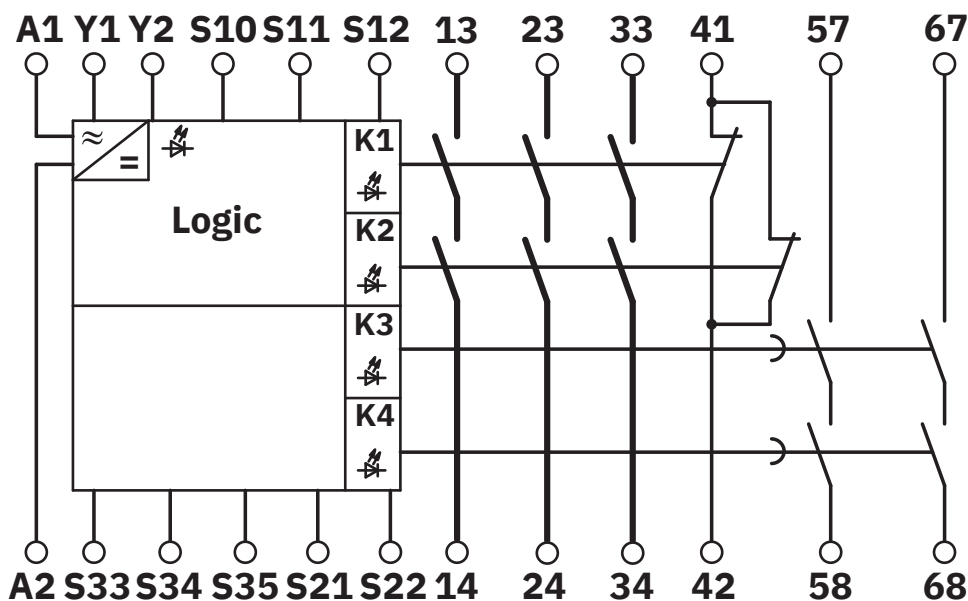 A1 Y1 Y2 S10 S11 S12 13 23 33 41 57 67
≈
=
K1
Logic
K2
K3
K4
A2 S33 S34 S35 S21 S22 14 24 34 42 58 68